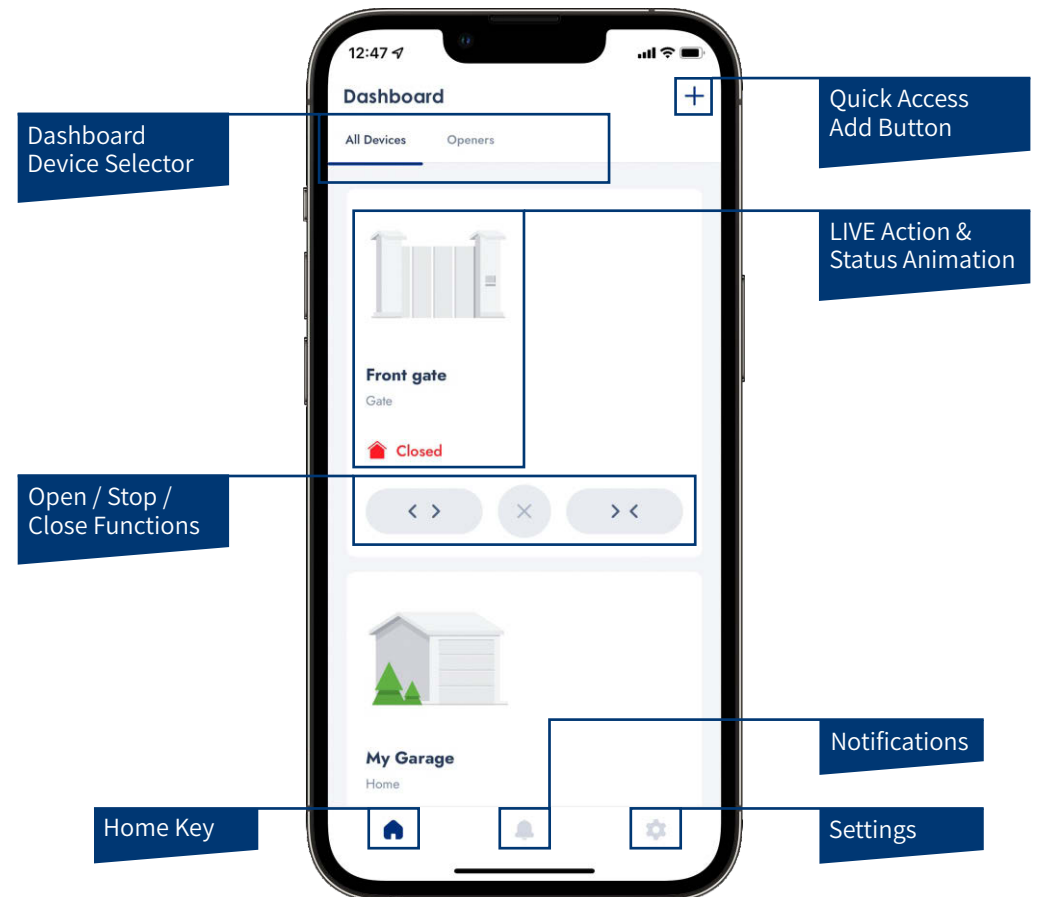 12:47
Dashboard
Quick Access
Add Button
Dashboard
Device Selector
All Devices
Openers
LIVE Action &
Status Animation
Front gate
Gate
Closed
Open / Stop /
Close Functions
My Garage
Home
Notifications
Home Key
Settings